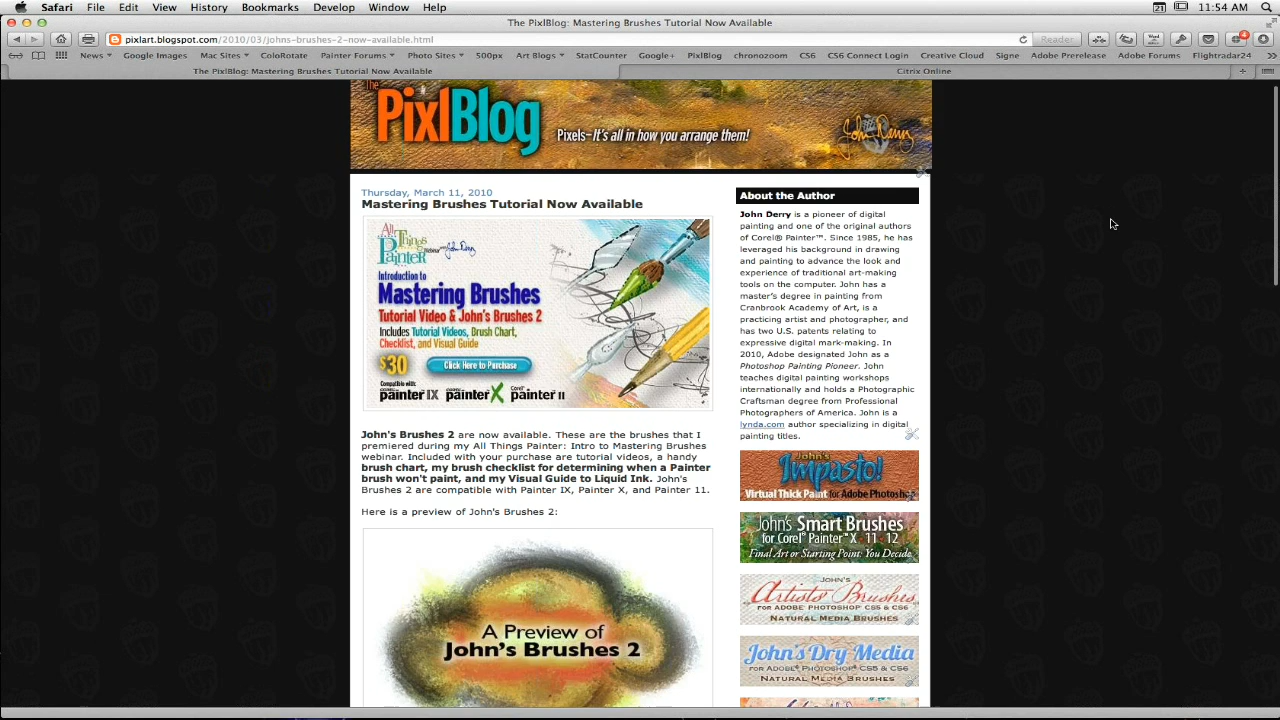 Safari File Edit View History Bookmarks Develop Window Help
21
11:54 AM
The PixlBlog: Mastering Brushes Tutorial Now Available
pixlart.blogspot.com/2010/03/johns-brushes-2-now-available.html
Reader
4
News Google Images Mac Sites ColoRotate Painter Forums Photo Sites 500px Art Blogs StatCounter Google+ PixlBlog chronozoom CS6 CS6 Connect Login Creative Cloud Signe Adobe Prerelease Adobe Forums Flightradar24
The PixlBlog: Mastering Brushes Tutorial Now Available
Citrix Online
The
PixlBlog
Pixels—It's all in how you arrange them!
John Derry
Thursday, March 11, 2010
Mastering Brushes Tutorial Now Available
All
Things
Painter
Webinar with John Derry
Introduction to
Mastering Brushes
Tutorial Video & John's Brushes 2
Includes Tutorial Videos, Brush Chart,
Checklist, and Visual Guide
$30
Click Here to Purchase
Compatible with:
painter IX
painter X
Corel
painter 11
John's Brushes 2 are now available. These are the brushes that I
premiered during my All Things Painter: Intro to Mastering Brushes
webinar. Included with your purchase are tutorial videos, a handy
brush chart, my brush checklist for determining when a Painter
brush won't paint, and my Visual Guide to Liquid Ink. John's
Brushes 2 are compatible with Painter IX, Painter X, and Painter 11.
Here is a preview of John's Brushes 2:
A Preview of
John's Brushes 2
About the Author
John Derry is a pioneer of digital
painting and one of the original authors
of Corel® Painter™. Since 1985, he has
leveraged his background in drawing
and painting to advance the look and
experience of traditional art-making
tools on the computer. John has a
master's degree in painting from
Cranbrook Academy of Art, is a
practicing artist and photographer, and
has two U.S. patents relating to
expressive digital mark-making. In
2010, Adobe designated John as a
Photoshop Painting Pioneer. John
teaches digital painting workshops
internationally and holds a Photographic
Craftsman degree from Professional
Photographers of America. John is a
lynda.com author specializing in digital
painting titles.
John's
Impasto!
Virtual Thick Paint for Adobe Photoshop
John's Smart Brushes
for Corel® Painter™ X 11 12
Final Art or Starting Point: You Decide
JOHN'S
Artists' Brushes
FOR ADOBE® PHOTOSHOP® CS5 & CS6
NATURAL MEDIA BRUSHES
John's Dry Media
FOR ADOBE® PHOTOSHOP® CS5 & CS6
NATURAL MEDIA BRUSHES